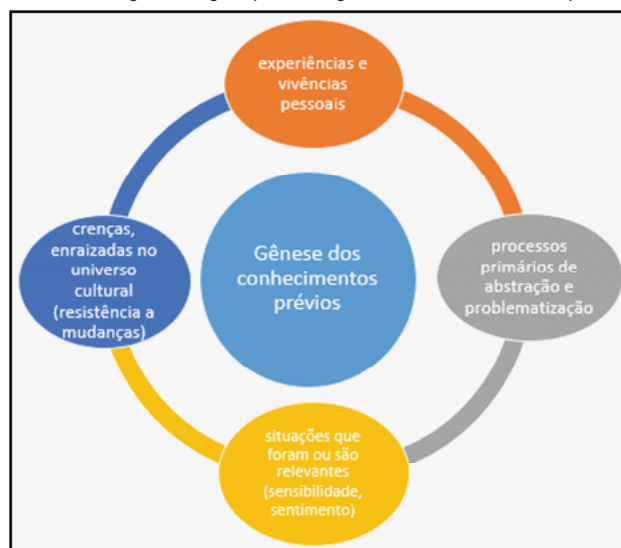 experiências e
vivências
pessoais
crenças,
enraizadas no
universo
cultural
(resistência a
mudanças)
Gênese dos
conhecimentos
prévios
processos
primários de
abstração e
problematização
situações que
foram ou são
relevantes
(sensibilidade,
sentimento)